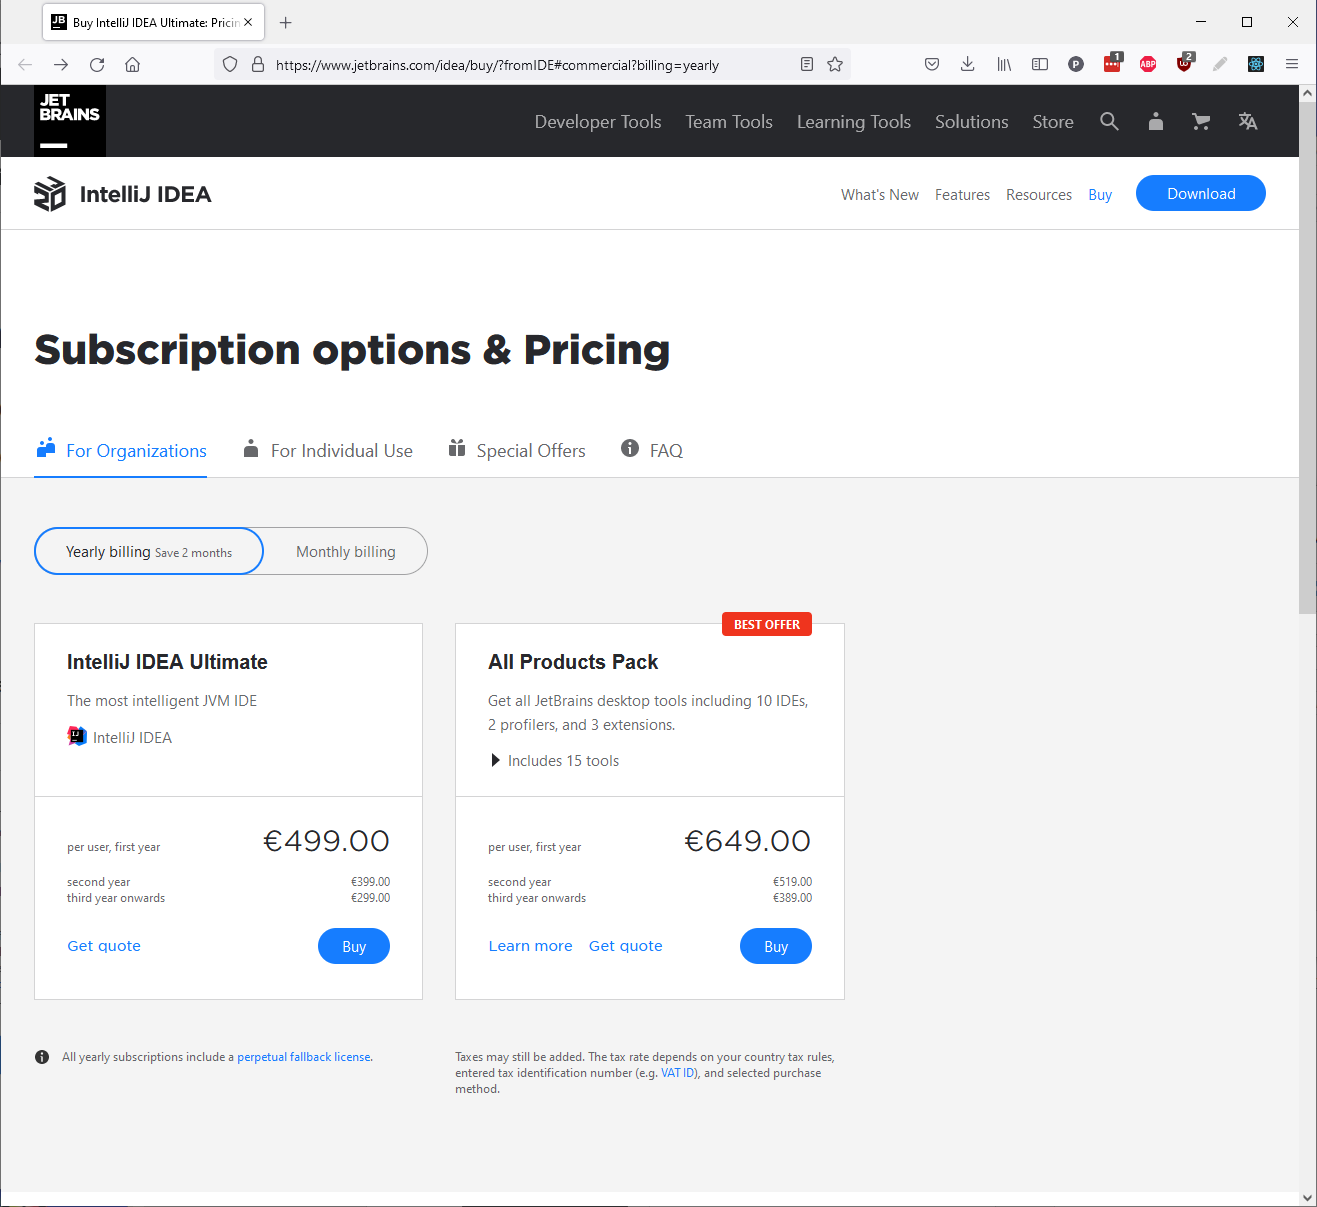 JB Buy IntelliJ IDEA Ultimate: Pricin
https://www.jetbrains.com/idea/buy/?fromIDE#commercial?billing=yearly
P
1
ABP
2
JET
BRAINS
Developer Tools Team Tools Learning Tools Solutions Store
IntelliJ IDEA
What's New Features Resources Buy Download
Subscription options & Pricing
For Organizations For Individual Use Special Offers FAQ
Yearly billing Save 2 months Monthly billing
BEST OFFER
IntelliJ IDEA Ultimate
The most intelligent JVM IDE
IJ IntelliJ IDEA
per user, first year €499.00
second year €399.00
third year onwards €299.00
Get quote Buy
All Products Pack
Get all JetBrains desktop tools including 10 IDEs,
2 profilers, and 3 extensions.
Includes 15 tools
per user, first year €649.00
second year €519.00
third year onwards €389.00
Learn more Get quote Buy
All yearly subscriptions include a perpetual fallback license.
Taxes may still be added. The tax rate depends on your country tax rules,
entered tax identification number (e.g. VAT ID), and selected purchase
method.